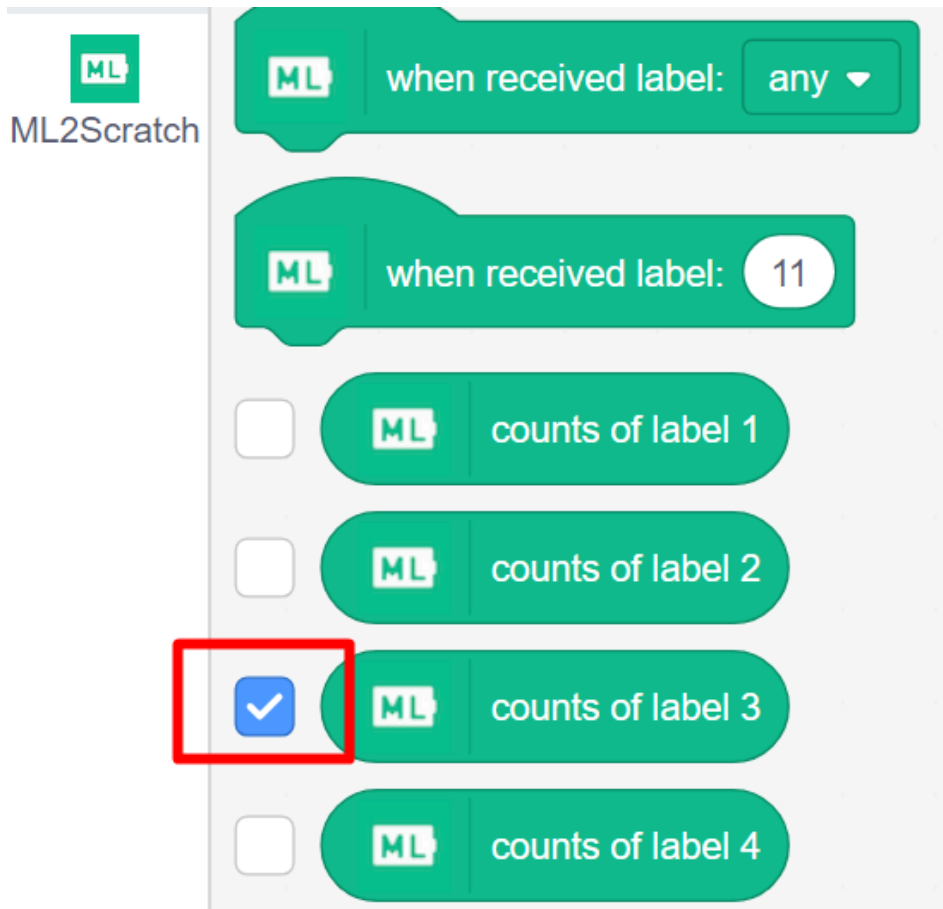 ML
ML2Scratch
ML when received label: any
ML when received label: 11
ML counts of label 1
ML counts of label 2
ML counts of label 3
ML counts of label 4